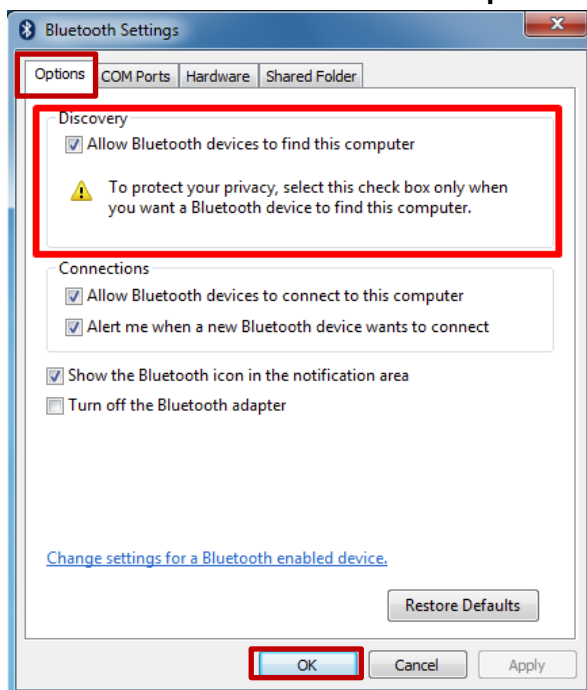 Bluetooth Settings
Options COM Ports Hardware Shared Folder
Discovery
Allow Bluetooth devices to find this computer
To protect your privacy, select this check box only when
you want a Bluetooth device to find this computer.
Connections
Allow Bluetooth devices to connect to this computer
Alert me when a new Bluetooth device wants to connect
Show the Bluetooth icon in the notification area
Turn off the Bluetooth adapter
Change settings for a Bluetooth enabled device.
Restore Defaults
OK Cancel Apply